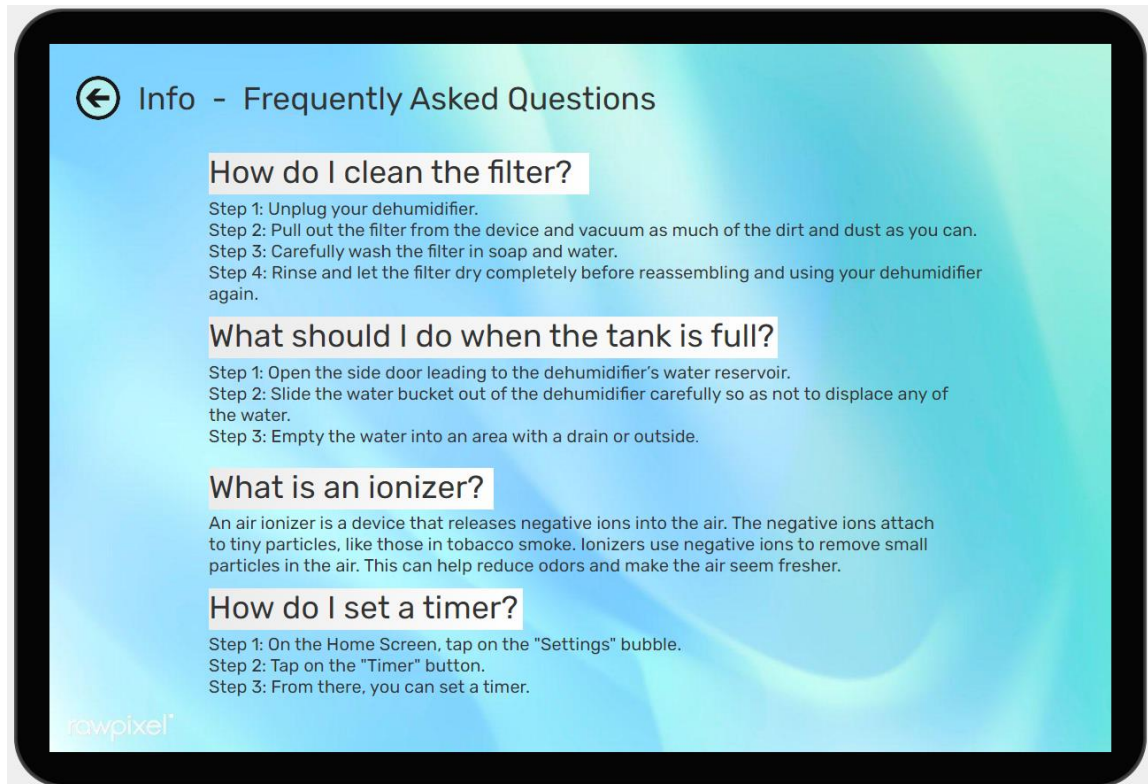 Info - Frequently Asked Questions
How do I clean the filter?
Step 1: Unplug your dehumidifier.
Step 2: Pull out the filter from the device and vacuum as much of the dirt and dust as you can.
Step 3: Carefully wash the filter in soap and water.
Step 4: Rinse and let the filter dry completely before reassembling and using your dehumidifier
again.
What should I do when the tank is full?
Step 1: Open the side door leading to the dehumidifier's water reservoir.
Step 2: Slide the water bucket out of the dehumidifier carefully so as not to displace any of
the water.
Step 3: Empty the water into an area with a drain or outside.
What is an ionizer?
An air ionizer is a device that releases negative ions into the air. The negative ions attach
to tiny particles, like those in tobacco smoke. Ionizers use negative ions to remove small
particles in the air. This can help reduce odors and make the air seem fresher.
How do I set a timer?
Step 1: On the Home Screen, tap on the "Settings" bubble.
Step 2: Tap on the "Timer" button.
Step 3: From there, you can set a timer.
rawpixel